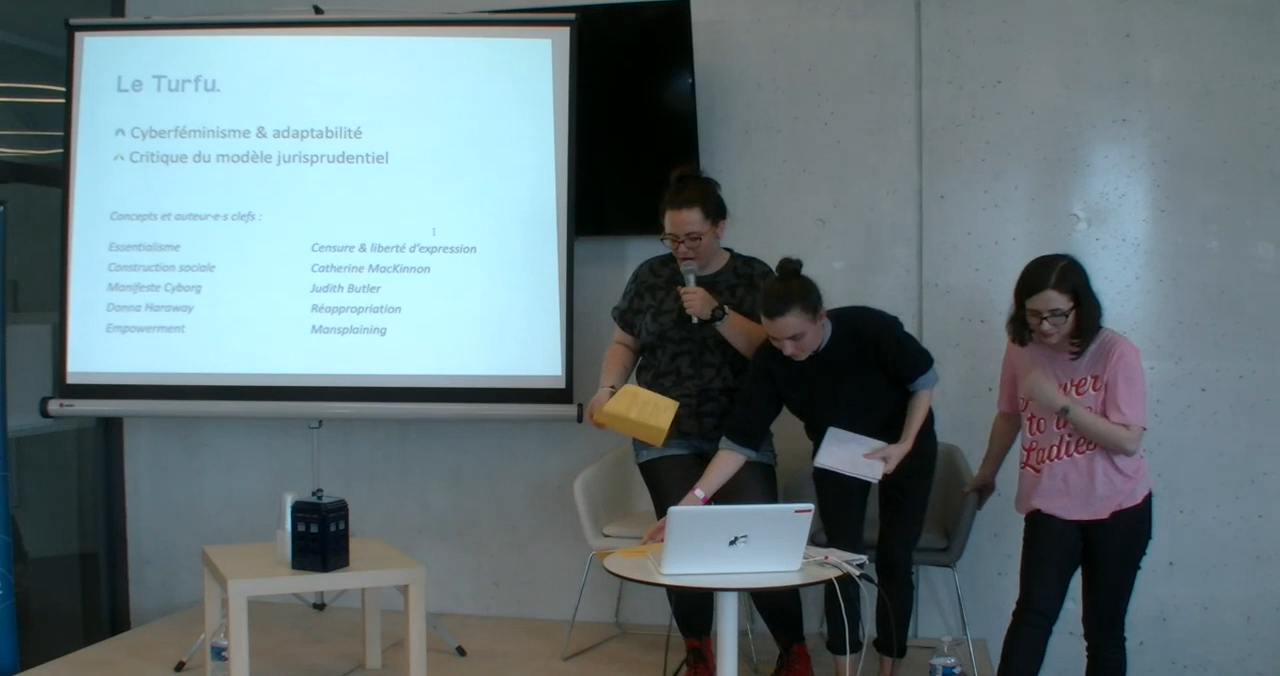 Le Turfu.
^ Cyberféminisme & adaptabilité
^ Critique du modèle jurisprudentiel
Concepts et auteur·e·s clefs :
Essentialisme
Construction sociale
Manifeste Cyborg
Donna Haraway
Empowerment
Censure & liberté d'expression
Catherine MacKinnon
Judith Butler
Réappropriation
Mansplaining
to
Ladies